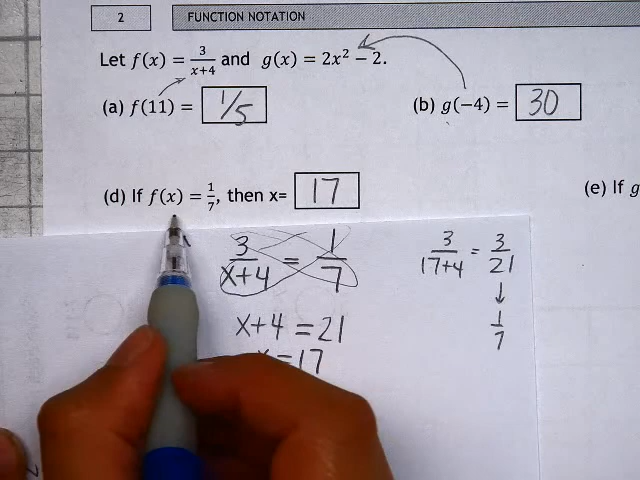 2 FUNCTION NOTATION
Let f(x) = 3/(x+4) and g(x) = 2x² − 2.
(a) f(11) = 1/5
(b) g(−4) = 30
(d) If f(x) = 1/7, then x= 17
(e) If g
3/(x+4) = 1/7
x+4 = 21
x = 17
3/(17+4) = 3/21
↓
1/7